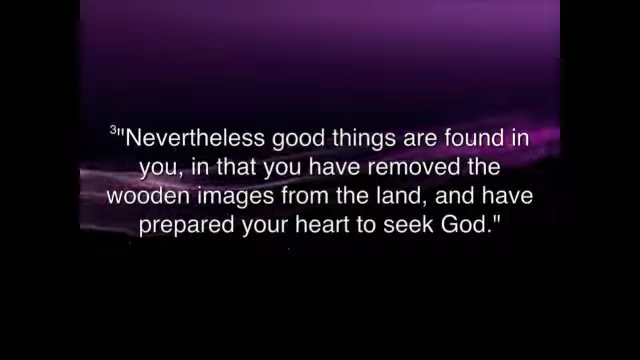 ³"Nevertheless good things are found in
you, in that you have removed the
wooden images from the land, and have
prepared your heart to seek God."